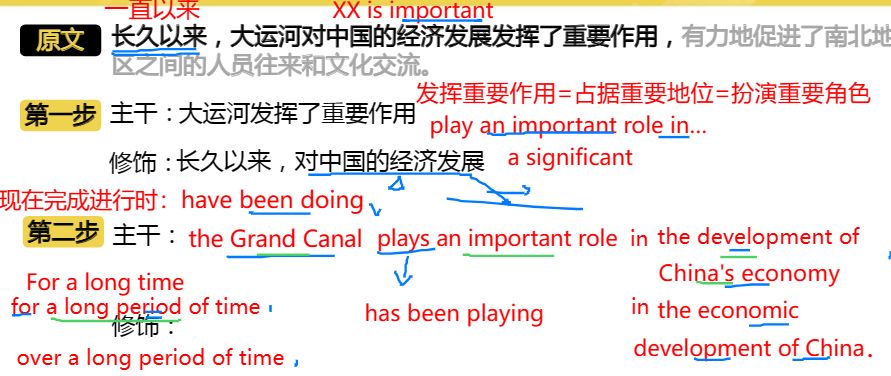 一直以来 XX is important
原文 长久以来，大运河对中国的经济发展发挥了重要作用，有力地促进了南北地
区之间的人员往来和文化交流。
发挥重要作用=占据重要地位=扮演重要角色
第一步 主干：大运河发挥了重要作用
play an important role in...
修饰：长久以来，对中国的经济发展 a significant
现在完成进行时：have been doing
第二步 主干：the Grand Canal plays an important role in the development of
China's economy
For a long time
for a long period of time，
in the economic
has been playing
修饰：
development of China.
over a long period of time，